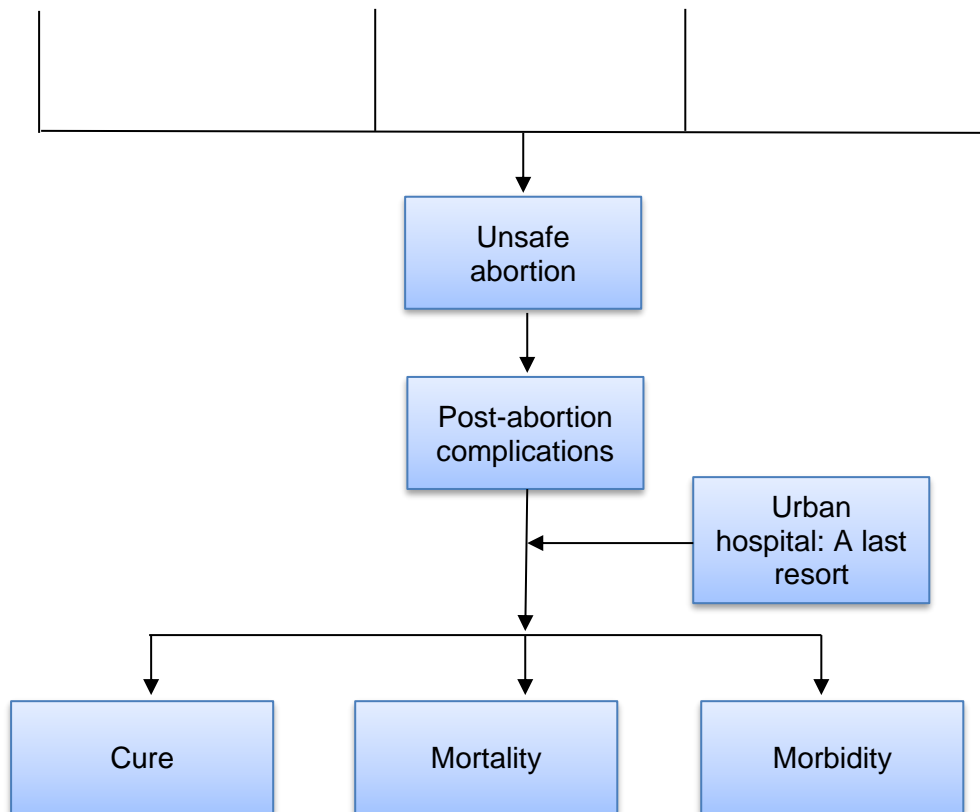 Unsafe
abortion
Post-abortion
complications
Urban
hospital: A last
resort
Cure
Mortality
Morbidity